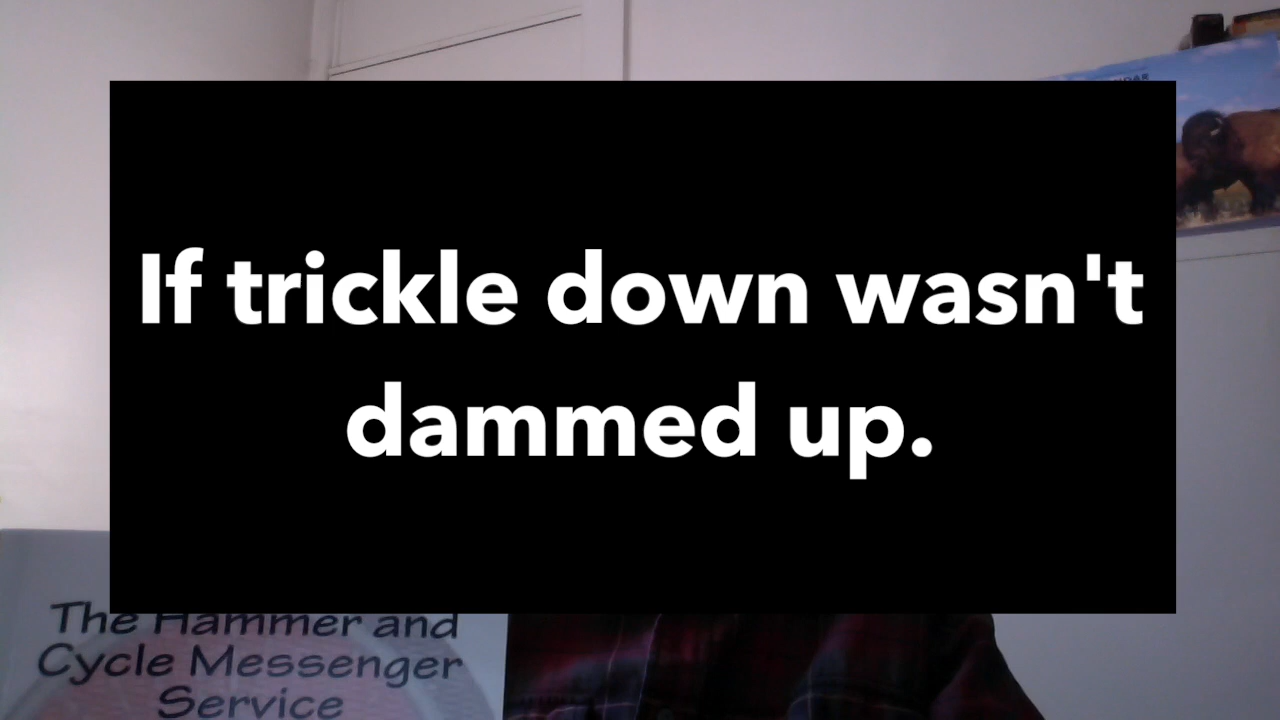 If trickle down wasn't
dammed up.
The Hammer and
Cycle Messenger
Service